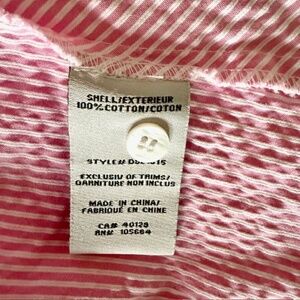 SHELL/EXTERIEUR
100% COTTON/COTON
STYLE#
EXCLUSIV OF TRIMS/
GARNITURE NON INCLUS
MADE IN CHINA/
FABRIQUÉ EN CHINE
CA# 40129
RN# 105664